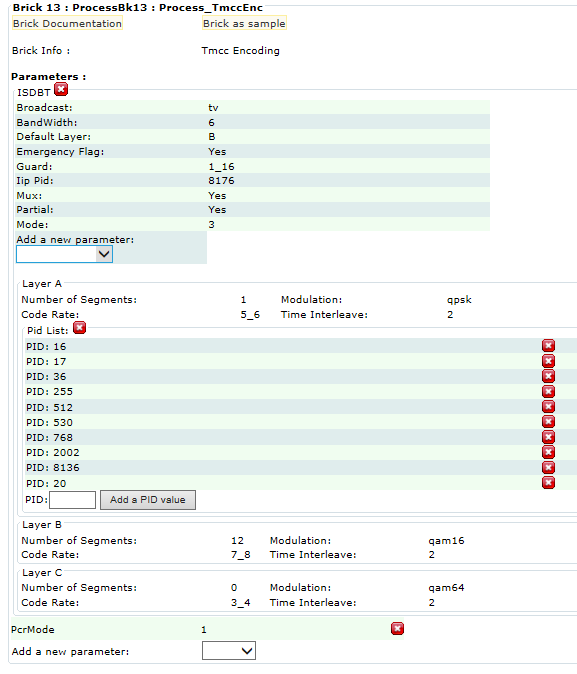 Brick 13 : ProcessBk13 : Process_TmccEnc
Brick Documentation Brick as sample
Brick Info : Tmcc Encoding
Parameters :
ISDBT
Broadcast: tv
BandWidth: 6
Default Layer: B
Emergency Flag: Yes
Guard: 1_16
Iip Pid: 8176
Mux: Yes
Partial: Yes
Mode: 3
Add a new parameter:
Layer A
Number of Segments: 1 Modulation: qpsk
Code Rate: 5_6 Time Interleave: 2
Pid List:
PID: 16
PID: 17
PID: 36
PID: 255
PID: 512
PID: 530
PID: 768
PID: 2002
PID: 8136
PID: 20
PID: Add a PID value
Layer B
Number of Segments: 12 Modulation: qam16
Code Rate: 7_8 Time Interleave: 2
Layer C
Number of Segments: 0 Modulation: qam64
Code Rate: 3_4 Time Interleave: 2
PcrMode 1
Add a new parameter: